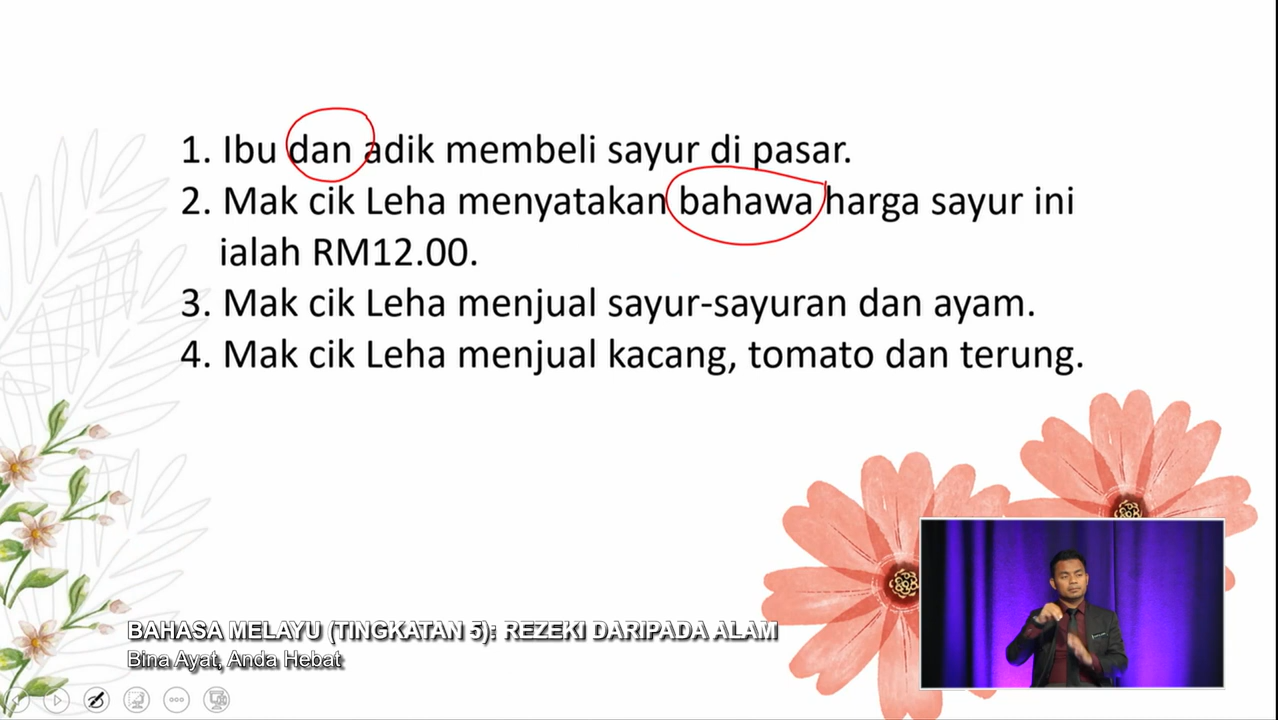 1. Ibu dan adik membeli sayur di pasar.
2. Mak cik Leha menyatakan bahawa harga sayur ini
ialah RM12.00.
3. Mak cik Leha menjual sayur-sayuran dan ayam.
4. Mak cik Leha menjual kacang, tomato dan terung.
BAHASA MELAYU (TINGKATAN 5): REZEKI DARIPADA ALAM
Bina Ayat, Anda Hebat